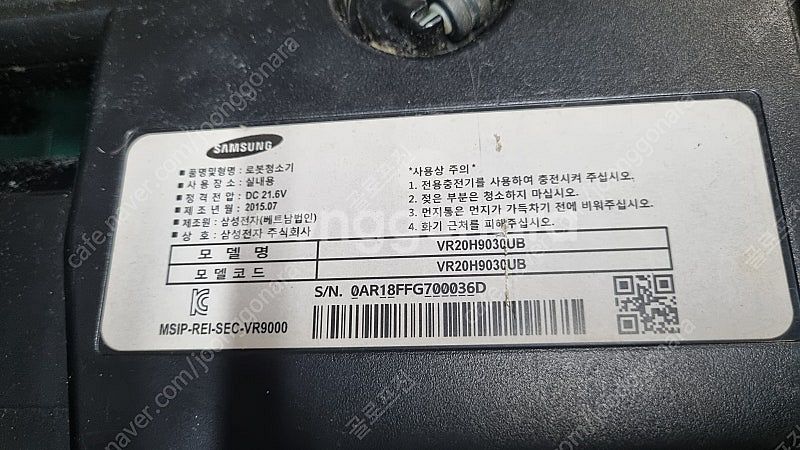 SAMSUNG
■ 품명및형명 : 로봇청소기
■ 사 용 장 소 : 실내용
■ 정 격 전 압 : DC 21.6V
■ 제 조 년 월 : 2015.07
■ 제조원 : 삼성전자(베트남법인)
■ 상 호 : 삼성전자 주식회사
*사용상 주의*
1. 전용충전기를 사용하여 충전시켜 주십시오.
2. 젖은 부분은 청소하지 마십시오.
3. 먼지통은 먼지가 가득차기 전에 비워주십시오.
4. 화기 근처를 피해주십시오.
모 델 명 VR20H9030UB
모 델 코 드 VR20H9030UB
S/N. 0AR18FFG700036D
MSIP-REI-SEC-VR9000
cafe.naver.com/joonggonara
joonggonara